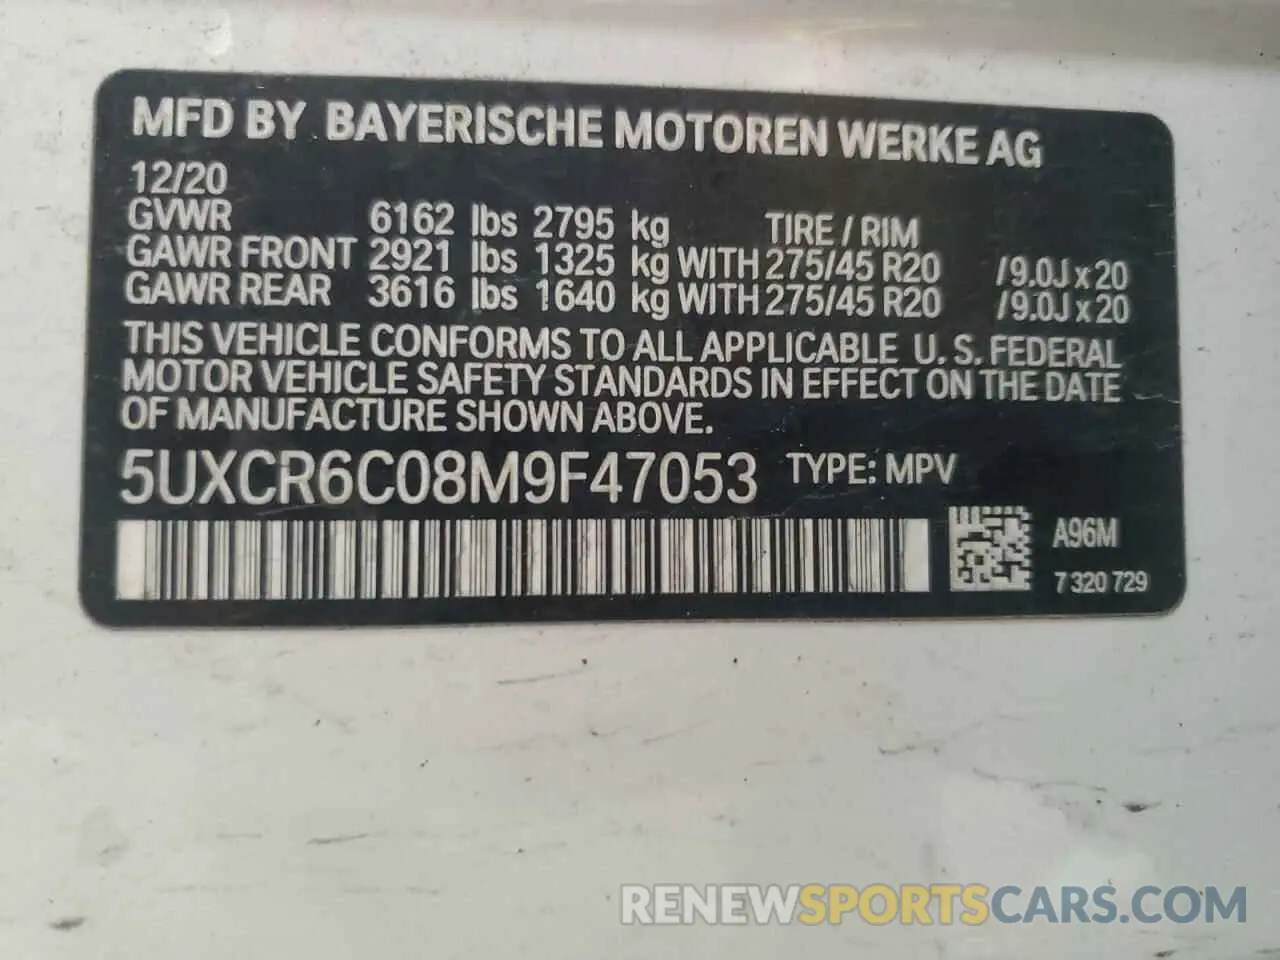 MFD BY BAYERISCHE MOTOREN WERKE AG
12/20
GVWR 6162 lbs 2795 kg TIRE / RIM
GAWR FRONT 2921 lbs 1325 kg WITH 275/45 R20 /9.0J x 20
GAWR REAR 3616 lbs 1640 kg WITH 275/45 R20 /9.0J x 20
THIS VEHICLE CONFORMS TO ALL APPLICABLE U.S. FEDERAL
MOTOR VEHICLE SAFETY STANDARDS IN EFFECT ON THE DATE
OF MANUFACTURE SHOWN ABOVE.
5UXCR6C08M9F47053 TYPE: MPV
A96M
7 320 729
RENEWSPORTSCARS.COM